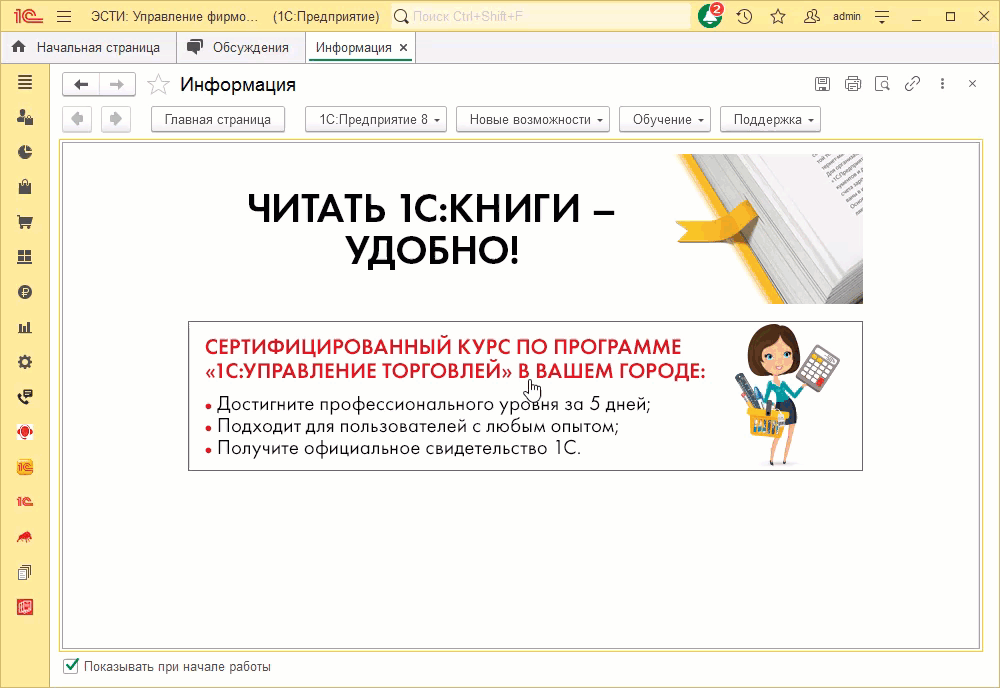 1С ЭСТИ: Управление фирмо... (1С:Предприятие) Поиск Ctrl+Shift+F 2 admin
Начальная страница Обсуждения Информация
Информация
Главная страница 1С:Предприятие 8 Новые возможности Обучение Поддержка
ЧИТАТЬ 1С:КНИГИ –
УДОБНО!
СЕРТИФИЦИРОВАННЫЙ КУРС ПО ПРОГРАММЕ
«1С:УПРАВЛЕНИЕ ТОРГОВЛЕЙ» В ВАШЕМ ГОРОДЕ:
• Достигните профессионального уровня за 5 дней;
• Подходит для пользователей с любым опытом;
• Получите официальное свидетельство 1С.
Показывать при начале работы